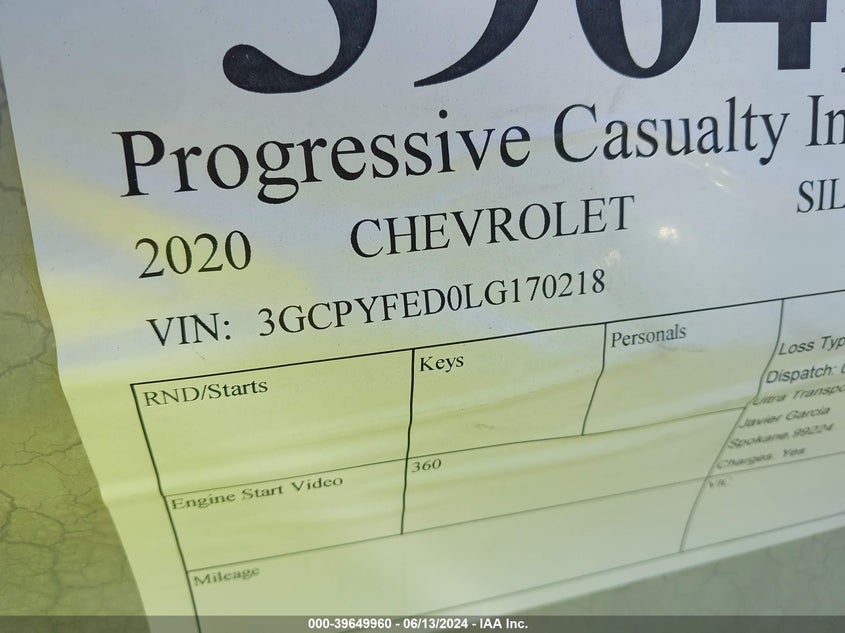 Progressive Casualty In
2020 CHEVROLET SIL
VIN: 3GCPYFED0LG170218
RND/Starts
Keys
Personals
Loss Typ
Dispatch:
Ultra Transpo
Javier Garcia
Spokane, 99224
Charges: Yes
Engine Start Video
360
VIC
Mileage
000-39649960 - 06/13/2024 - IAA Inc.